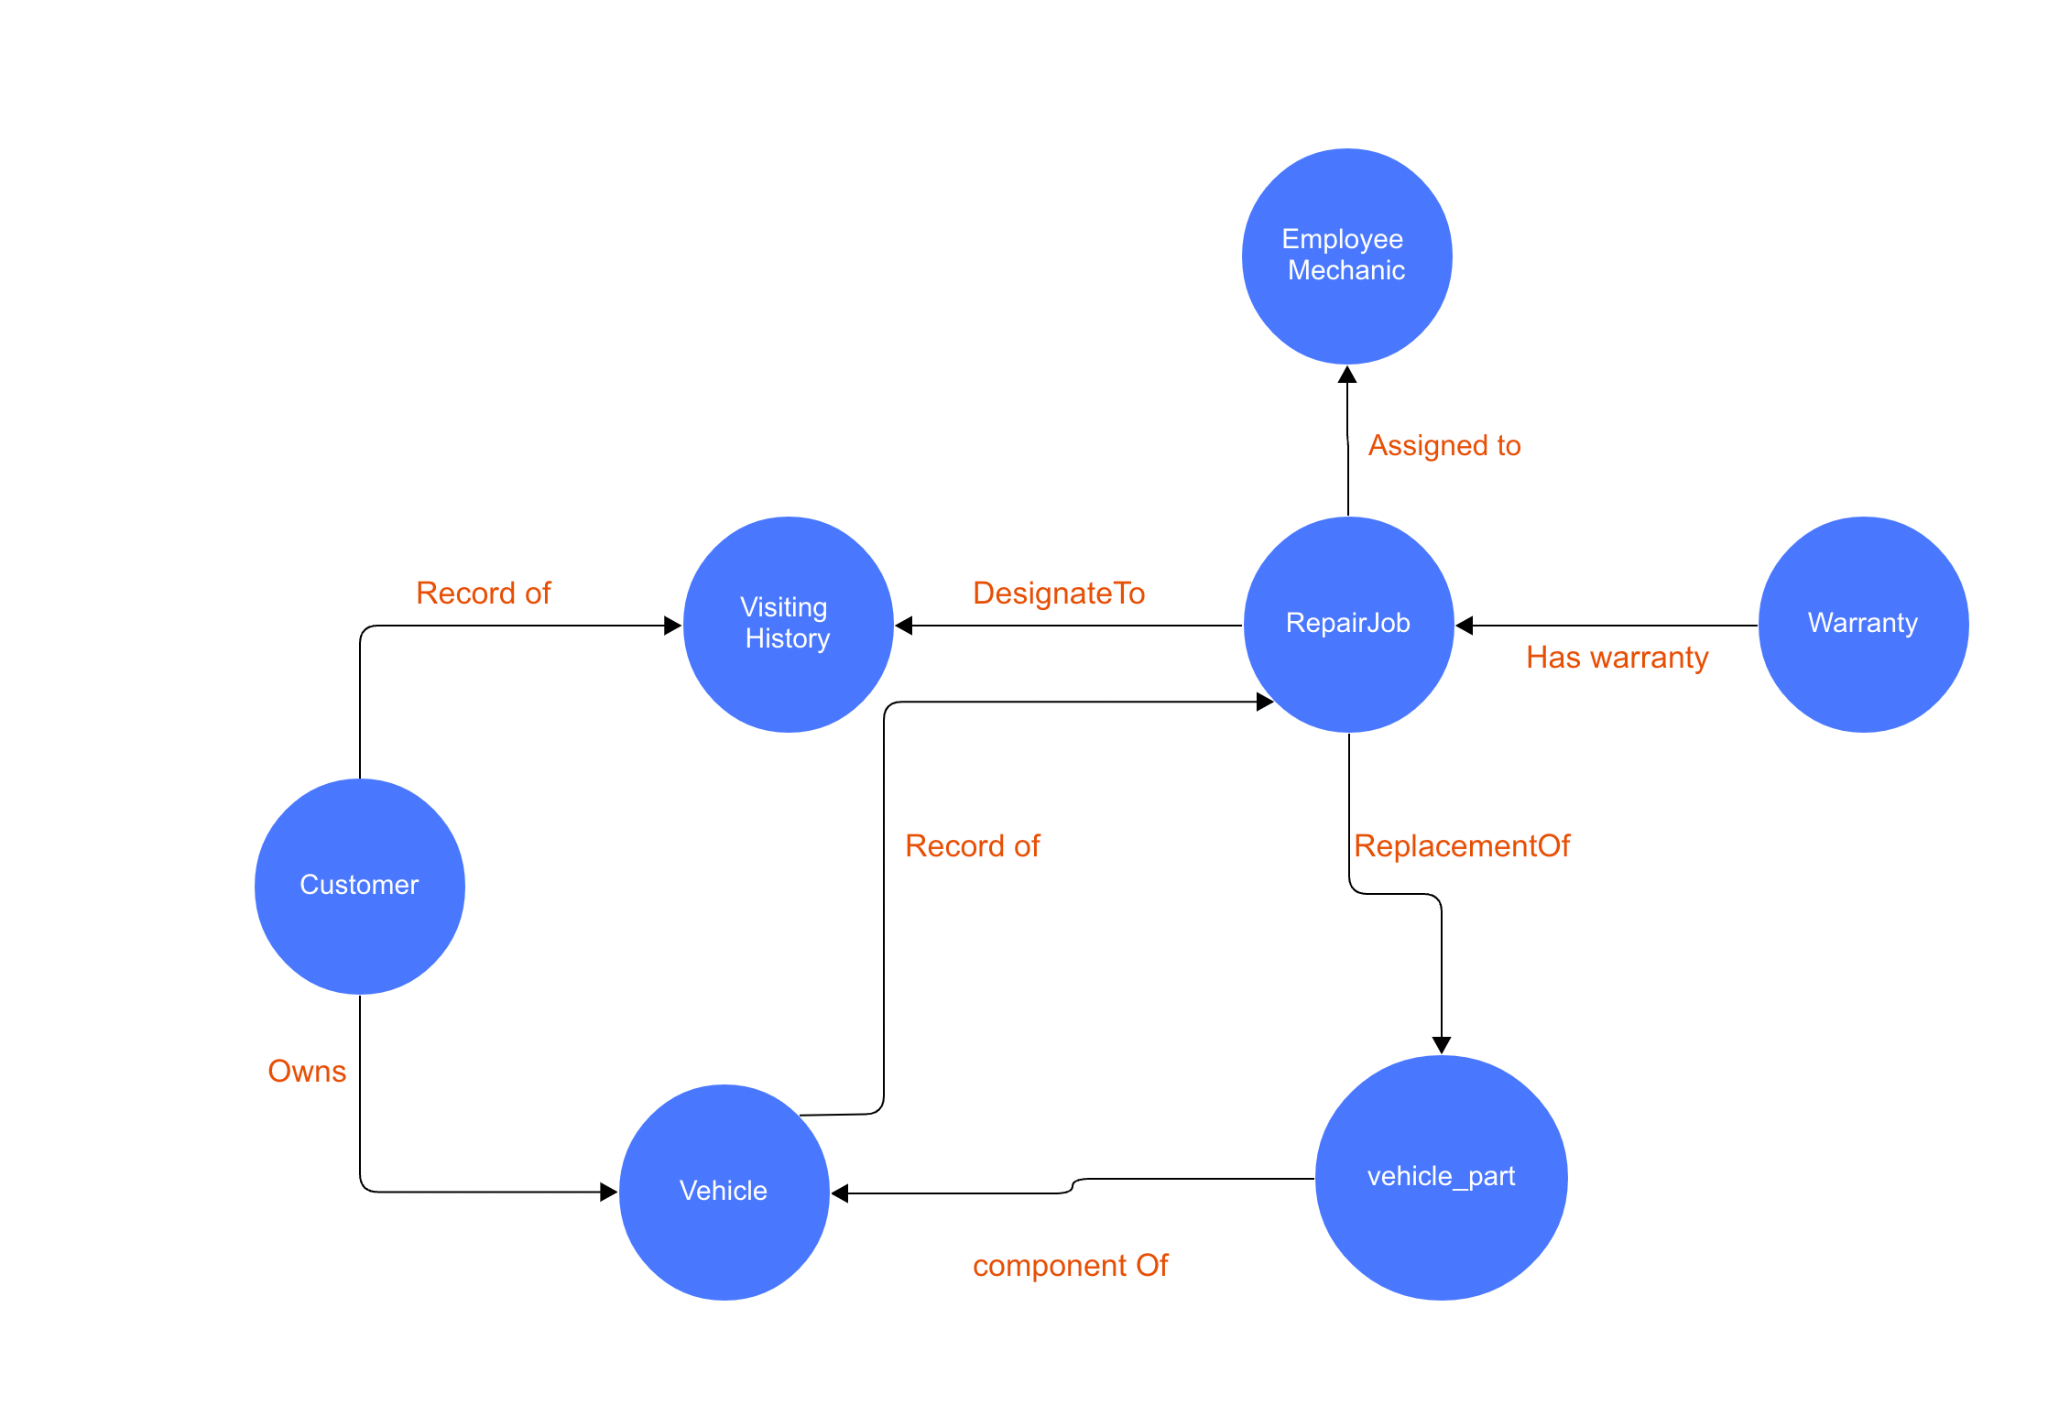 Employee
Mechanic
Assigned to
Record of
Visiting
History
DesignateTo
RepairJob
Has warranty
Warranty
Customer
Record of
ReplacementOf
Owns
Vehicle
component Of
vehicle_part